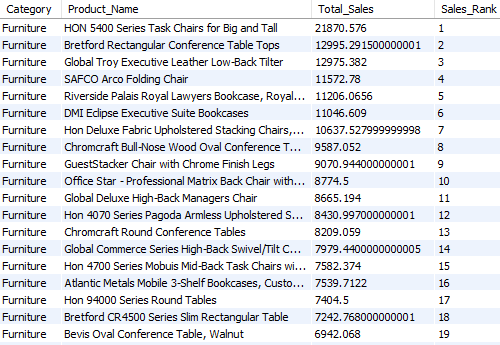 Category Product_Name Total_Sales Sales_Rank
Furniture HON 5400 Series Task Chairs for Big and Tall 21870.576 1
Furniture Bretford Rectangular Conference Table Tops 12995.291500000001 2
Furniture Global Troy Executive Leather Low-Back Tilter 12975.382 3
Furniture SAFCO Arco Folding Chair 11572.78 4
Furniture Riverside Palais Royal Lawyers Bookcase, Royal... 11206.0656 5
Furniture DMI Eclipse Executive Suite Bookcases 11046.609 6
Furniture Hon Deluxe Fabric Upholstered Stacking Chairs,... 10637.527999999998 7
Furniture Chromcraft Bull-Nose Wood Oval Conference T... 9587.052 8
Furniture GuestStacker Chair with Chrome Finish Legs 9070.944000000001 9
Furniture Office Star - Professional Matrix Back Chair with... 8774.5 10
Furniture Global Deluxe High-Back Managers Chair 8665.194 11
Furniture Hon 4070 Series Pagoda Armless Upholstered S... 8430.997000000001 12
Furniture Chromcraft Round Conference Tables 8209.059 13
Furniture Global Commerce Series High-Back Swivel/Tilt C... 7979.4400000000005 14
Furniture Hon 4700 Series Mobuis Mid-Back Task Chairs wi... 7582.374 15
Furniture Atlantic Metals Mobile 3-Shelf Bookcases, Custo... 7539.7122 16
Furniture Hon 94000 Series Round Tables 7404.5 17
Furniture Bretford CR4500 Series Slim Rectangular Table 7242.768000000001 18
Furniture Bevis Oval Conference Table, Walnut 6942.068 19